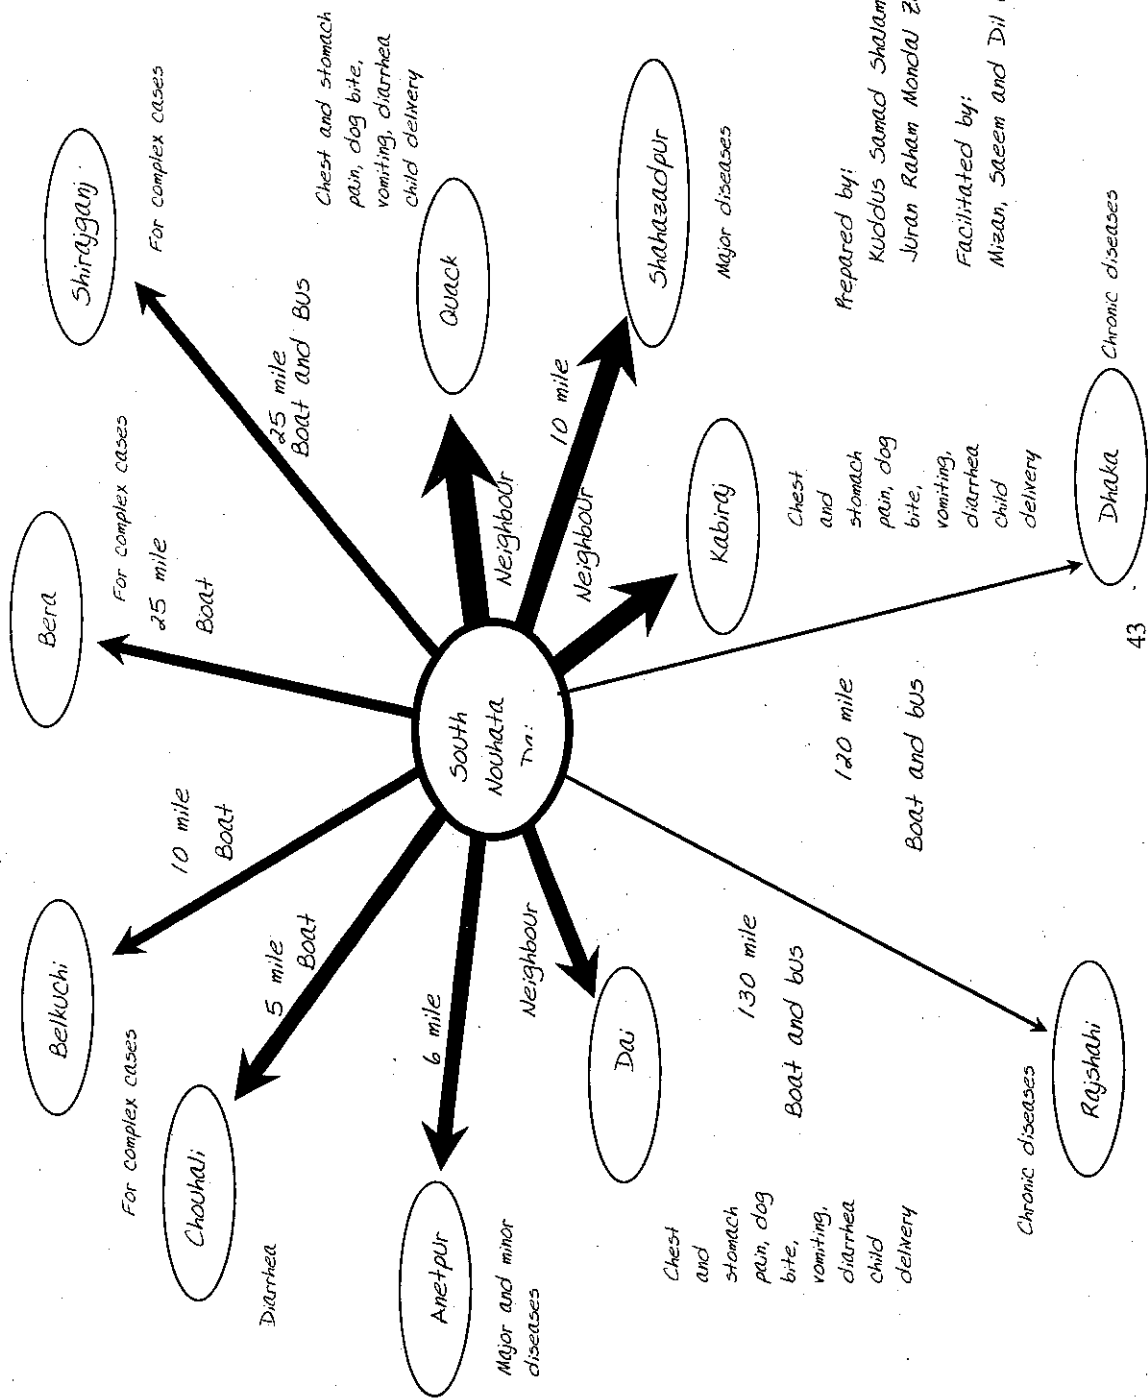 Bera
For complex cases
25 mile
Boat
Shirajganj
For complex cases
25 mile
Boat and Bus
Belkuchi
For complex cases
10 mile
Boat
Chouhali
Diarrhea
5 mile
Boat
Quack
Chest and stomach
pain, dog bite,
vomiting, diarrhea
child delivery
Neighbour
South
Nouhata
Anetpur
Major and minor
diseases
6 mile
Shahazadpur
Major diseases
10 mile
Dai
Neighbour
Chest
and
stomach
pain, dog
bite,
vomiting,
diarrhea
child
delivery
Kabiraj
Neighbour
Chest
and
stomach
pain, dog
bite,
vomiting,
diarrhea
child
delivery
130 mile
Boat and bus
120 mile
Boat and bus
Chronic diseases
Rajshahi
Dhaka
Chronic diseases
Prepared by:
Kuddus Samad Shalam
Juran Raham Mondal
Facilitated by:
Mizan, Saeem and Dil
43